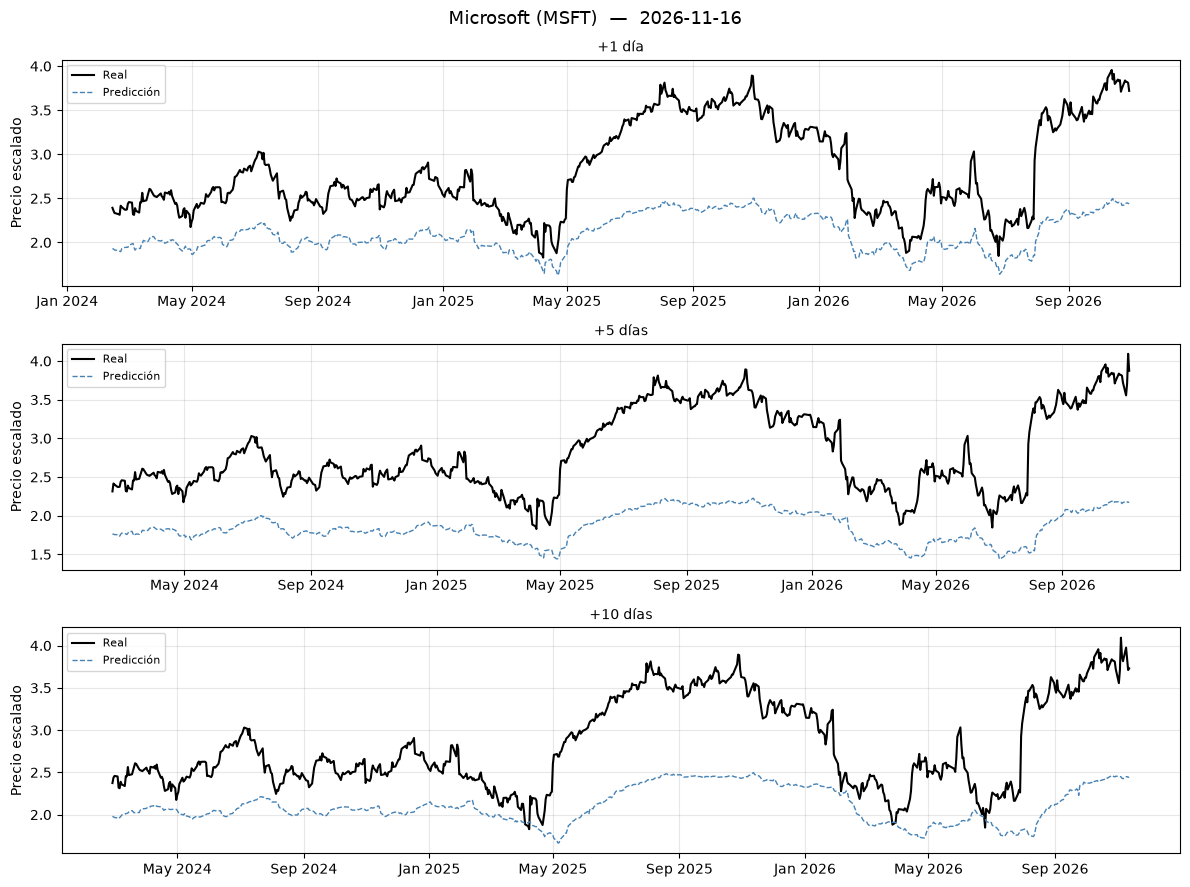 Microsoft (MSFT) — 2026-11-16
+1 día
Precio escalado
4.0
3.5
3.0
2.5
2.0
Real
Predicción
Jan 2024 May 2024 Sep 2024 Jan 2025 May 2025 Sep 2025 Jan 2026 May 2026 Sep 2026
+5 días
Precio escalado
4.0
3.5
3.0
2.5
2.0
1.5
Real
Predicción
May 2024 Sep 2024 Jan 2025 May 2025 Sep 2025 Jan 2026 May 2026 Sep 2026
+10 días
Precio escalado
4.0
3.5
3.0
2.5
2.0
Real
Predicción
May 2024 Sep 2024 Jan 2025 May 2025 Sep 2025 Jan 2026 May 2026 Sep 2026